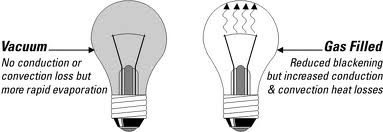 Vacuum
No conduction or
convection loss but
more rapid evaporation
Gas Filled
Reduced blackening
but increased conduction
& convection heat losses